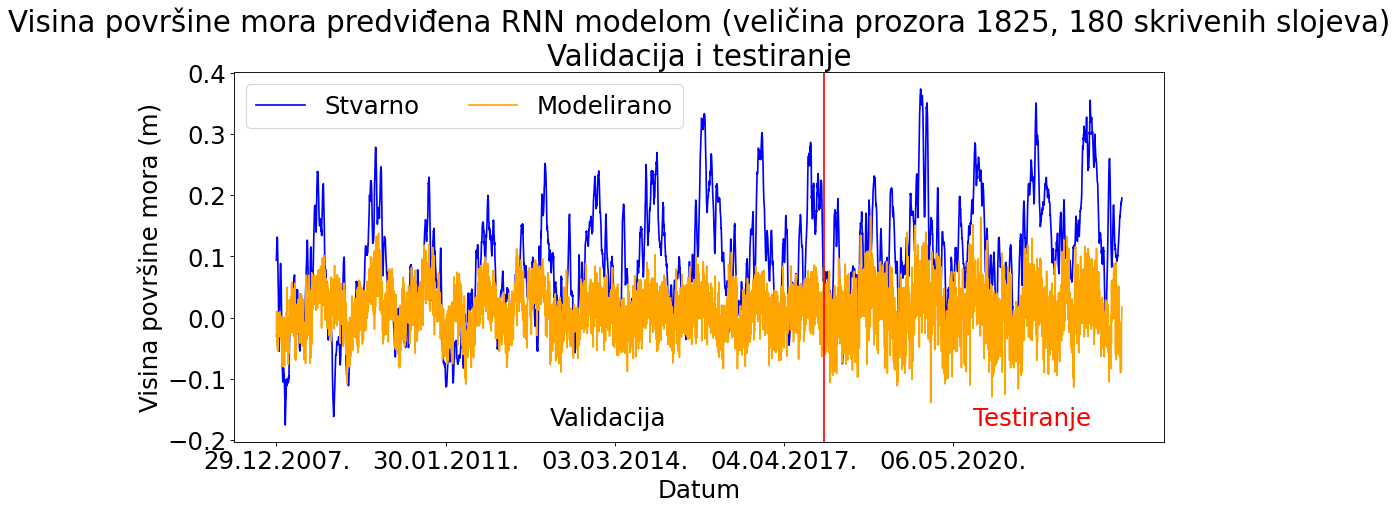 Visina površine mora predviđena RNN modelom (veličina prozora 1825, 180 skrivenih slojeva)
Validacija i testiranje
Stvarno Modelirano
Visina površine mora (m)
0.4
0.3
0.2
0.1
0.0
−0.1
−0.2
Validacija
Testiranje
29.12.2007. 30.01.2011. 03.03.2014. 04.04.2017. 06.05.2020.
Datum